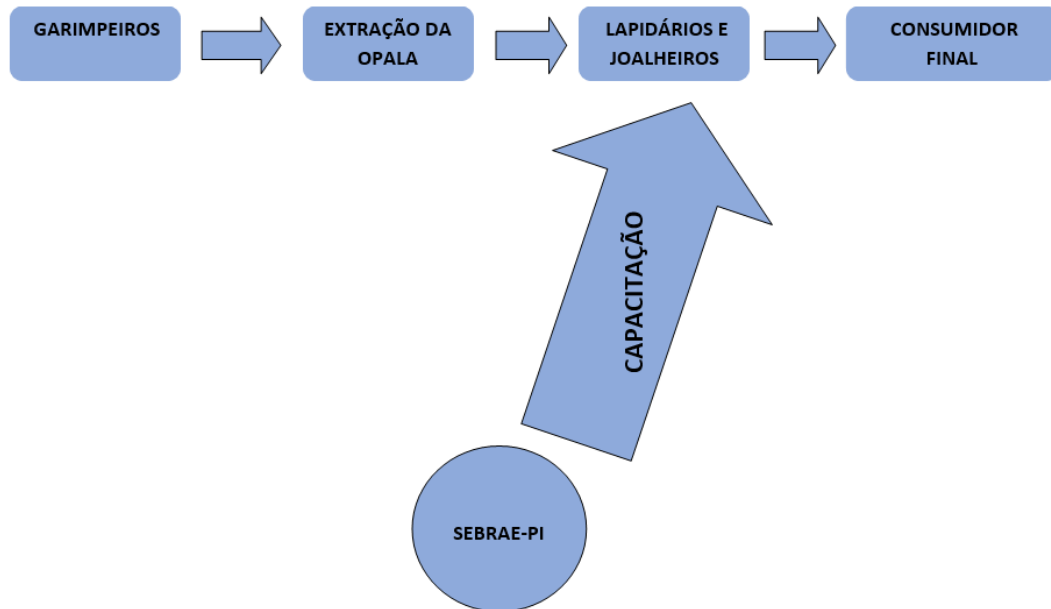 GARIMPEIROS
EXTRAÇÃO DA
OPALA
LAPIDÁRIOS E
JOALHEIROS
CONSUMIDOR
FINAL
CAPACITAÇÃO
SEBRAE-PI